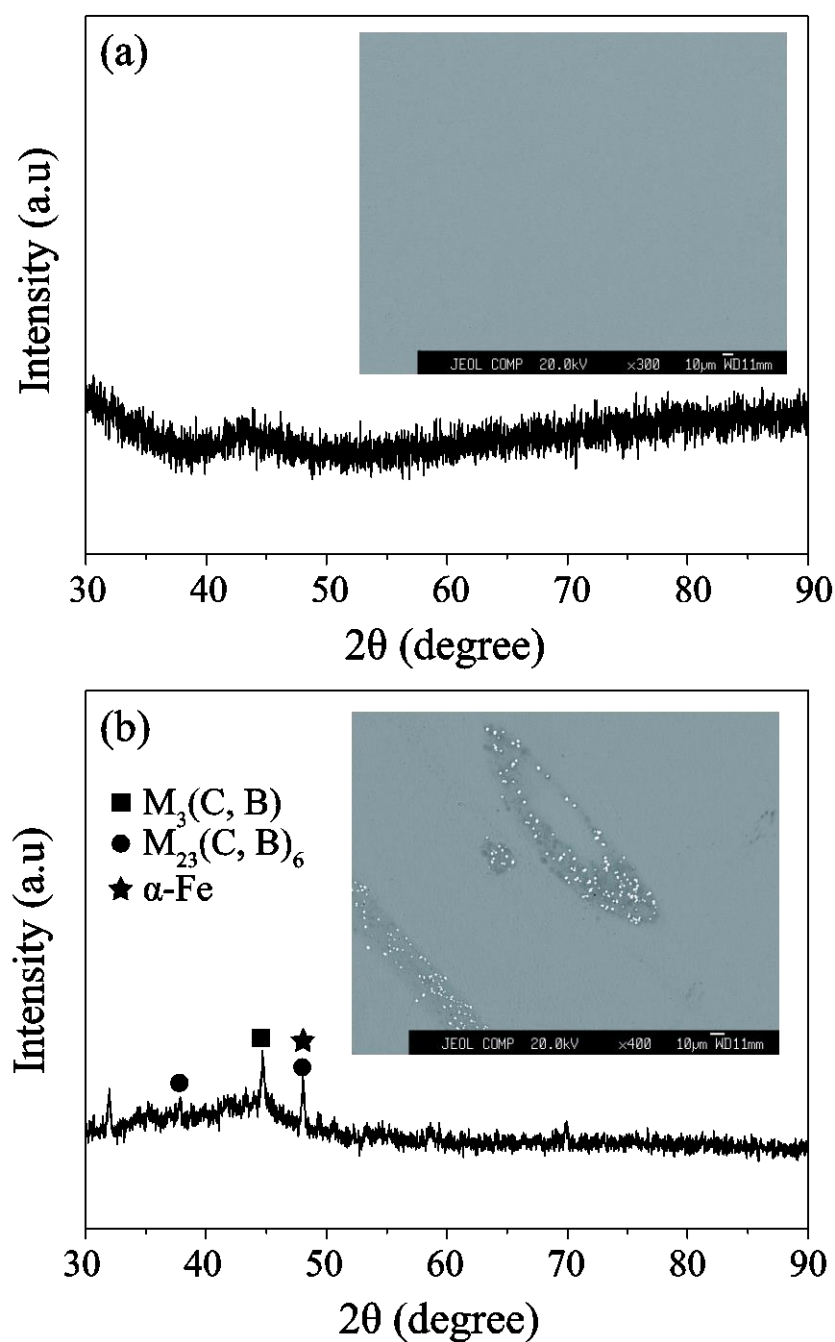 (a)
Intensity (a.u)
JEOL COMP 20.0kV ×300 10μm WD11mm
30 40 50 60 70 80 90
2θ (degree)
(b)
M₃(C, B)
M₂₃(C, B)₆
α-Fe
Intensity (a.u)
JEOL COMP 20.0kV ×400 10μm WD11mm
30 40 50 60 70 80 90
2θ (degree)